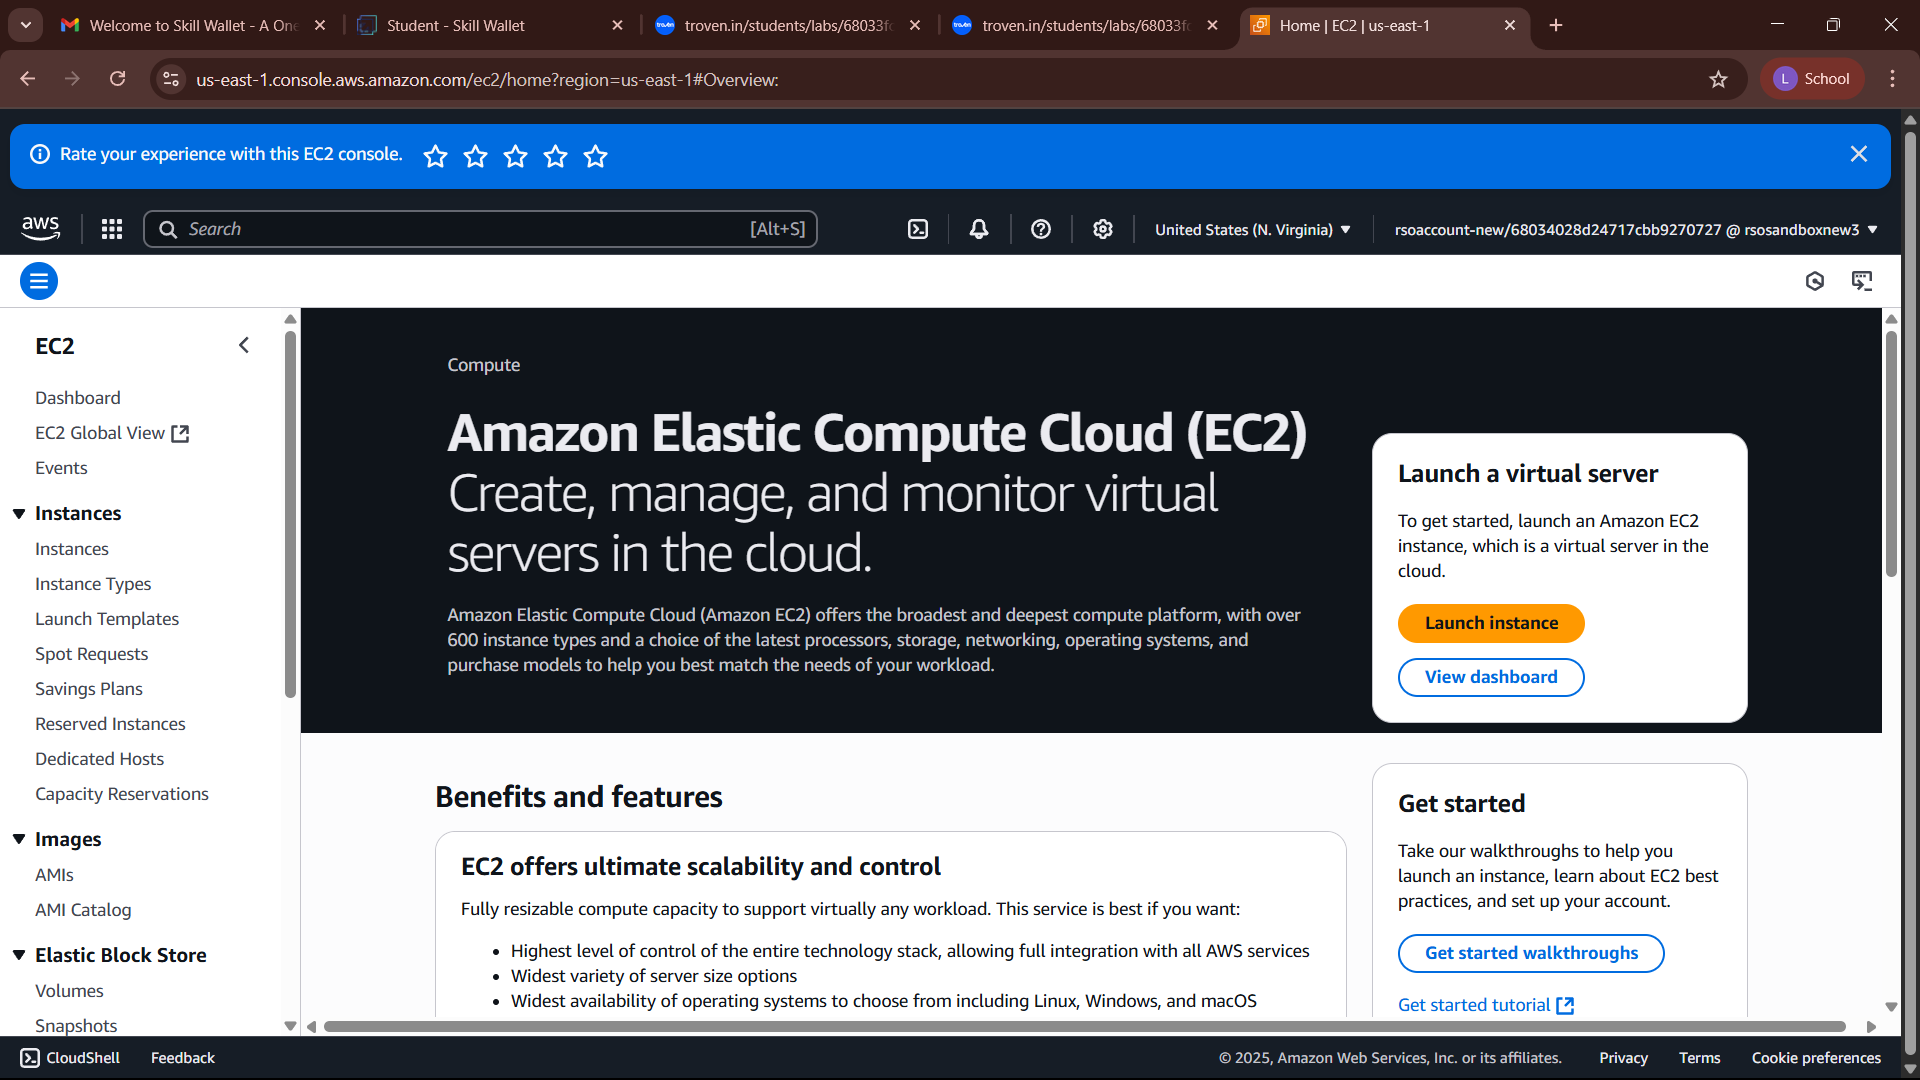 Welcome to Skill Wallet - A One
Student - Skill Wallet
troven.in/students/labs/68033f
troven.in/students/labs/68033f
Home | EC2 | us-east-1
us-east-1.console.aws.amazon.com/ec2/home?region=us-east-1#Overview:
L School
Rate your experience with this EC2 console.
aws
Search
[Alt+S]
United States (N. Virginia)
rsoaccount-new/68034028d24717cbb9270727 @ rsosandboxnew3
EC2
Dashboard
EC2 Global View
Events
Instances
Instances
Instance Types
Launch Templates
Spot Requests
Savings Plans
Reserved Instances
Dedicated Hosts
Capacity Reservations
Images
AMIs
AMI Catalog
Elastic Block Store
Volumes
Snapshots
Compute
Amazon Elastic Compute Cloud (EC2)
Create, manage, and monitor virtual
servers in the cloud.
Amazon Elastic Compute Cloud (Amazon EC2) offers the broadest and deepest compute platform, with over
600 instance types and a choice of the latest processors, storage, networking, operating systems, and
purchase models to help you best match the needs of your workload.
Launch a virtual server
To get started, launch an Amazon EC2
instance, which is a virtual server in the
cloud.
Launch instance
View dashboard
Benefits and features
EC2 offers ultimate scalability and control
Fully resizable compute capacity to support virtually any workload. This service is best if you want:
• Highest level of control of the entire technology stack, allowing full integration with all AWS services
• Widest variety of server size options
• Widest availability of operating systems to choose from including Linux, Windows, and macOS
Get started
Take our walkthroughs to help you
launch an instance, learn about EC2 best
practices, and set up your account.
Get started walkthroughs
Get started tutorial
CloudShell
Feedback
© 2025, Amazon Web Services, Inc. or its affiliates.
Privacy
Terms
Cookie preferences